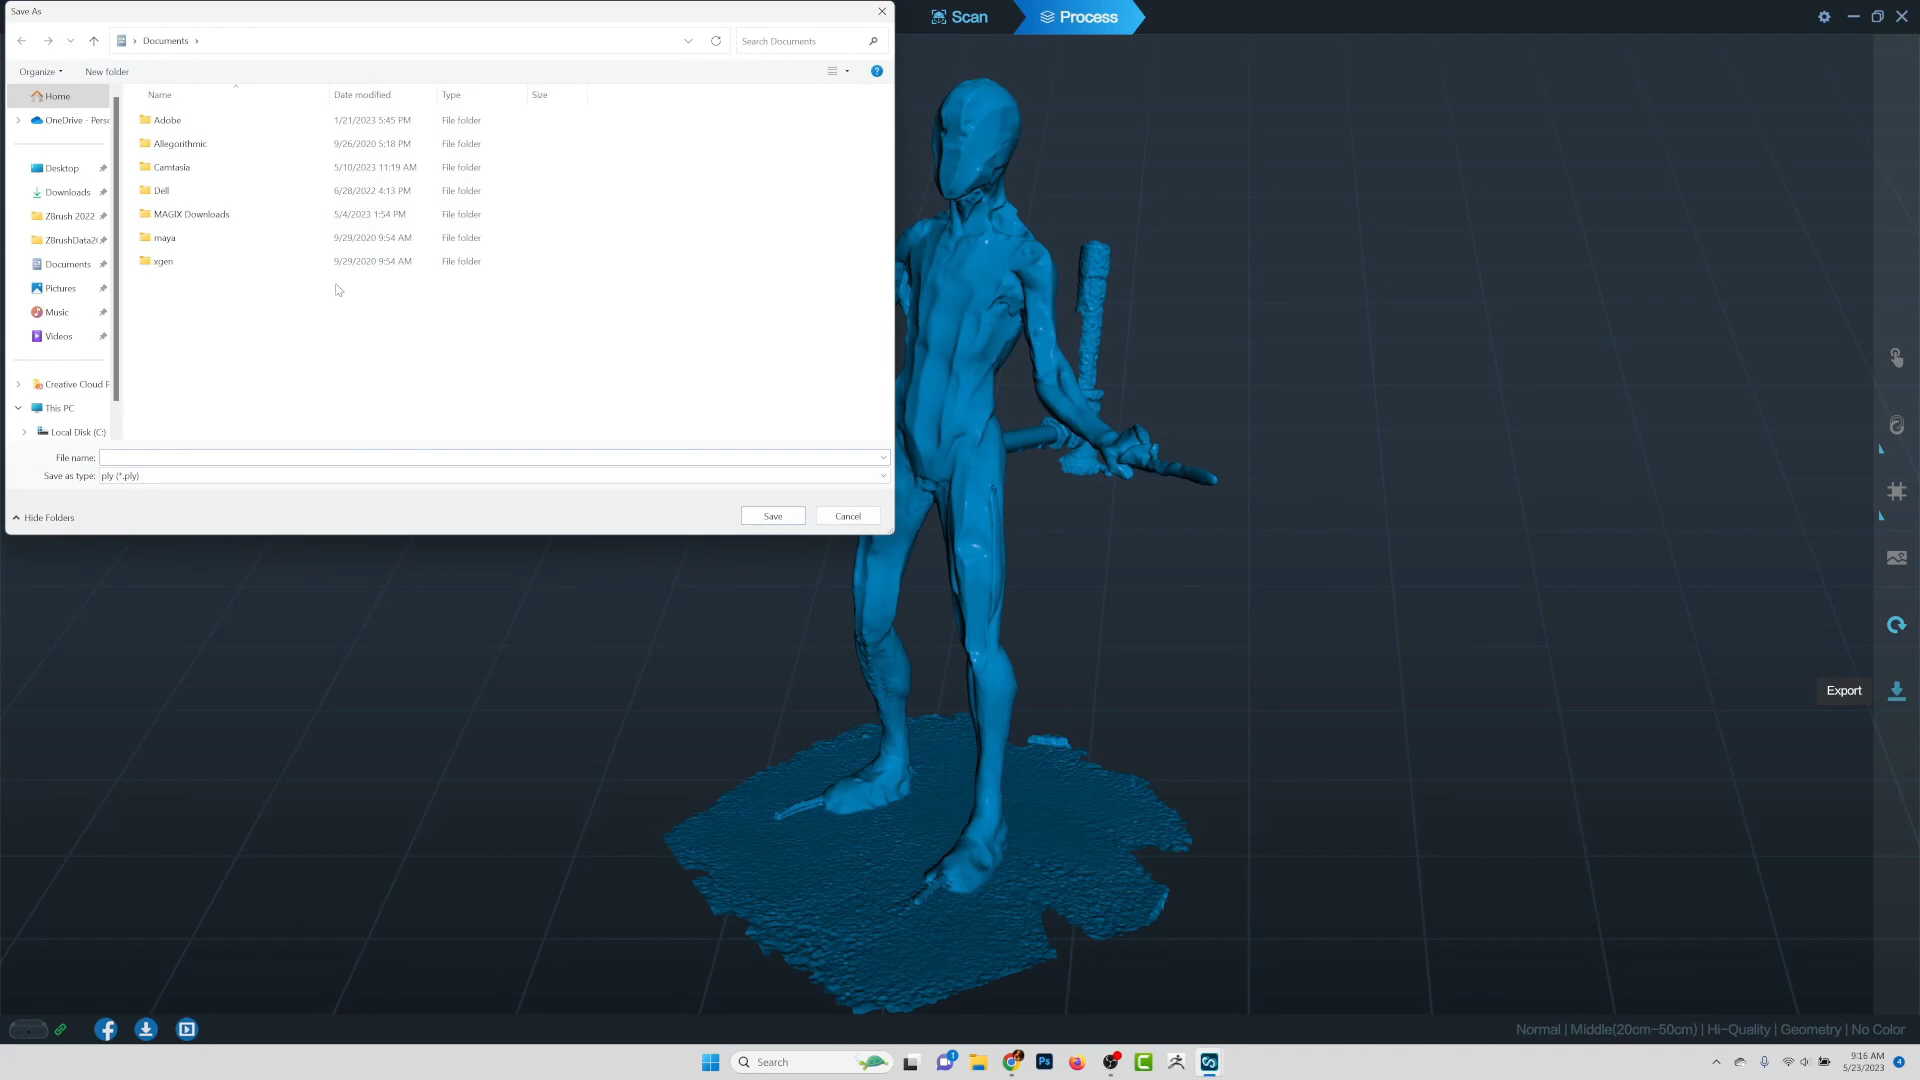 Save As
Scan
Process
Documents
Search Documents
Organize
New folder
Home
OneDrive - Perso
Desktop
Downloads
ZBrush 2022
ZBrushData2
Documents
Pictures
Music
Videos
Creative Cloud F
This PC
Local Disk (C:)
Name Date modified Type Size
Adobe 1/21/2023 5:45 PM File folder
Allegorithmic 9/26/2020 5:18 PM File folder
Camtasia 5/10/2023 11:19 AM File folder
Dell 6/28/2022 4:13 PM File folder
MAGIX Downloads 5/4/2023 1:54 PM File folder
maya 9/29/2020 9:54 AM File folder
xgen 9/29/2020 9:54 AM File folder
File name:
Save as type: ply (*.ply)
Hide Folders
Save
Cancel
Export
Normal | Middle(20cm-50cm) | Hi-Quality | Geometry | No Color
Search
1
Ps
9:16 AM
5/23/2023
4